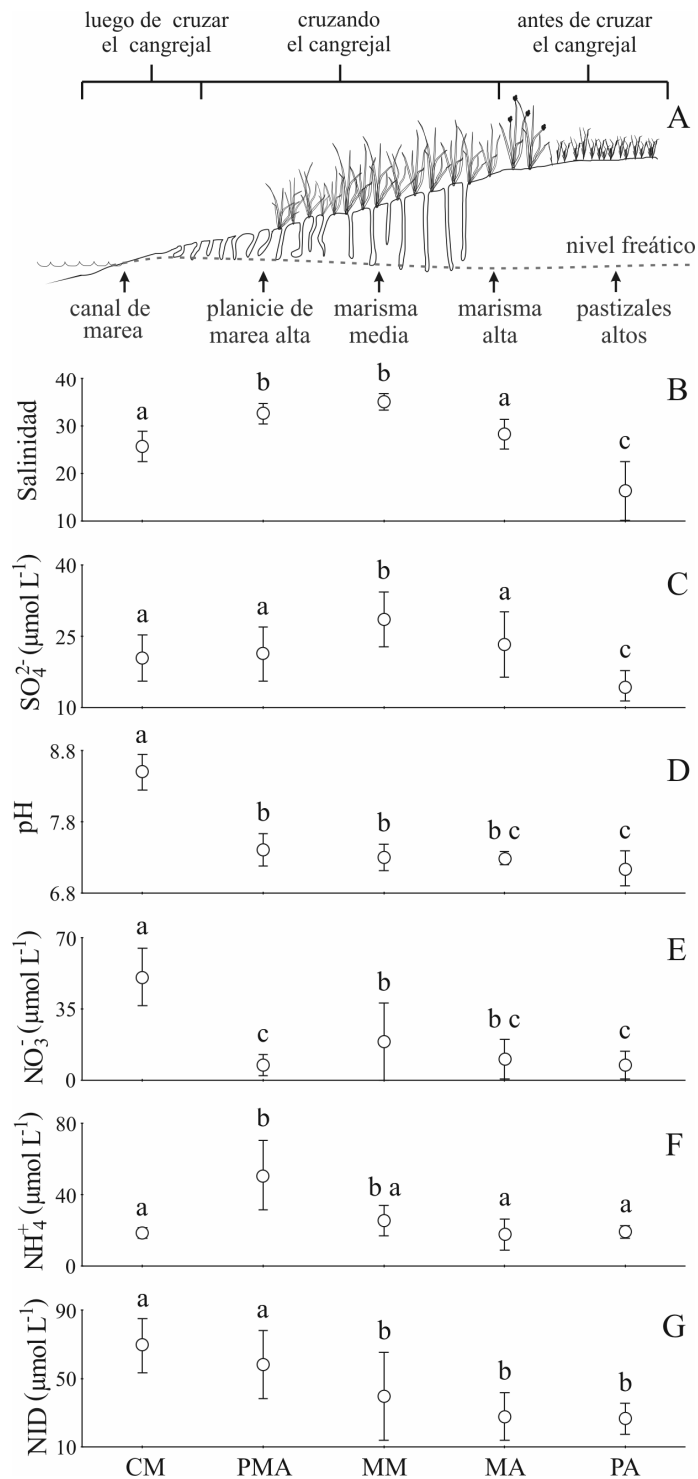 luego de cruzar
el cangrejal
cruzando
el cangrejal
antes de cruzar
el cangrejal
A
nivel freático
canal de
marea
planicie de
marea alta
marisma
media
marisma
alta
pastizales
altos
B
Salinidad
40
30
20
10
a
b
b
a
c
C
SO₄²⁻ (µmol L⁻¹)
40
25
10
a
a
b
a
c
D
pH
8.8
7.8
6.8
a
b
b
b c
c
E
NO₃⁻ (µmol L⁻¹)
70
35
0
a
c
b
b c
c
F
NH₄⁺ (µmol L⁻¹)
80
40
0
a
b
b a
a
a
G
NID (µmol L⁻¹)
90
50
10
a
a
b
b
b
CM
PMA
MM
MA
PA